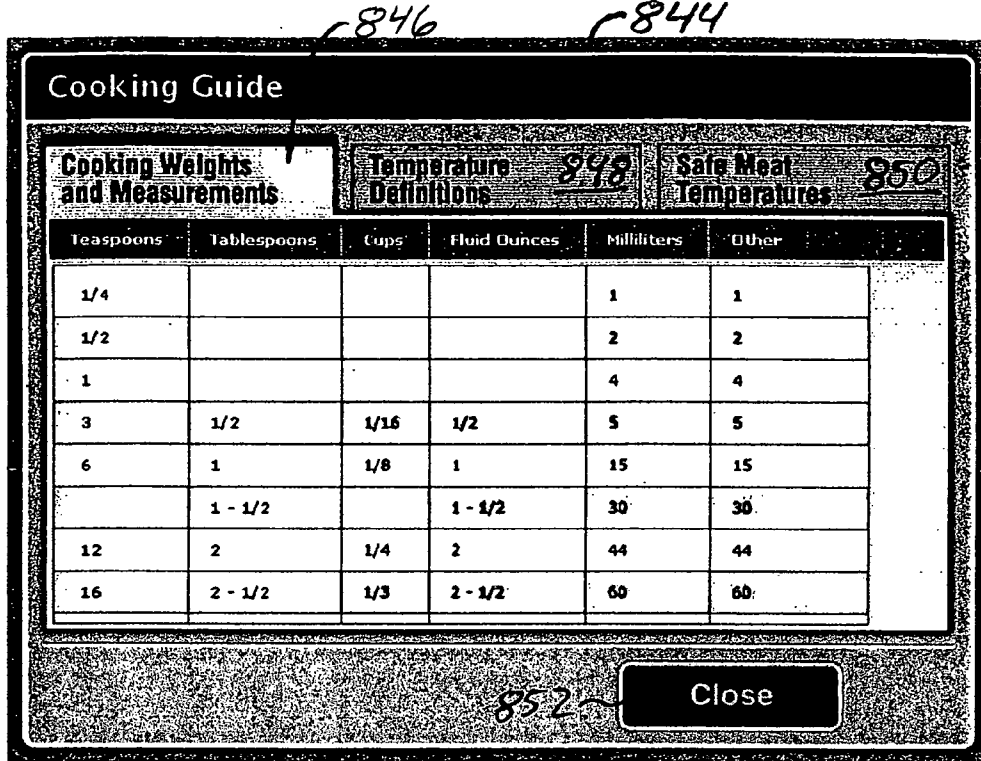 846 844
Cooking Guide
Cooking Weights
and Measurements
Temperature
Definitions
848
Safe Meat
Temperatures
850
Teaspoons Tablespoons Cups Fluid Ounces Milliliters Other
1/4 1 1
1/2 2 2
1 4 4
3 1/2 1/16 1/2 5 5
6 1 1/8 1 15 15
1 - 1/2 1 - 1/2 30 30
12 2 1/4 2 44 44
16 2 - 1/2 1/3 2 - 1/2 60 60
852 Close